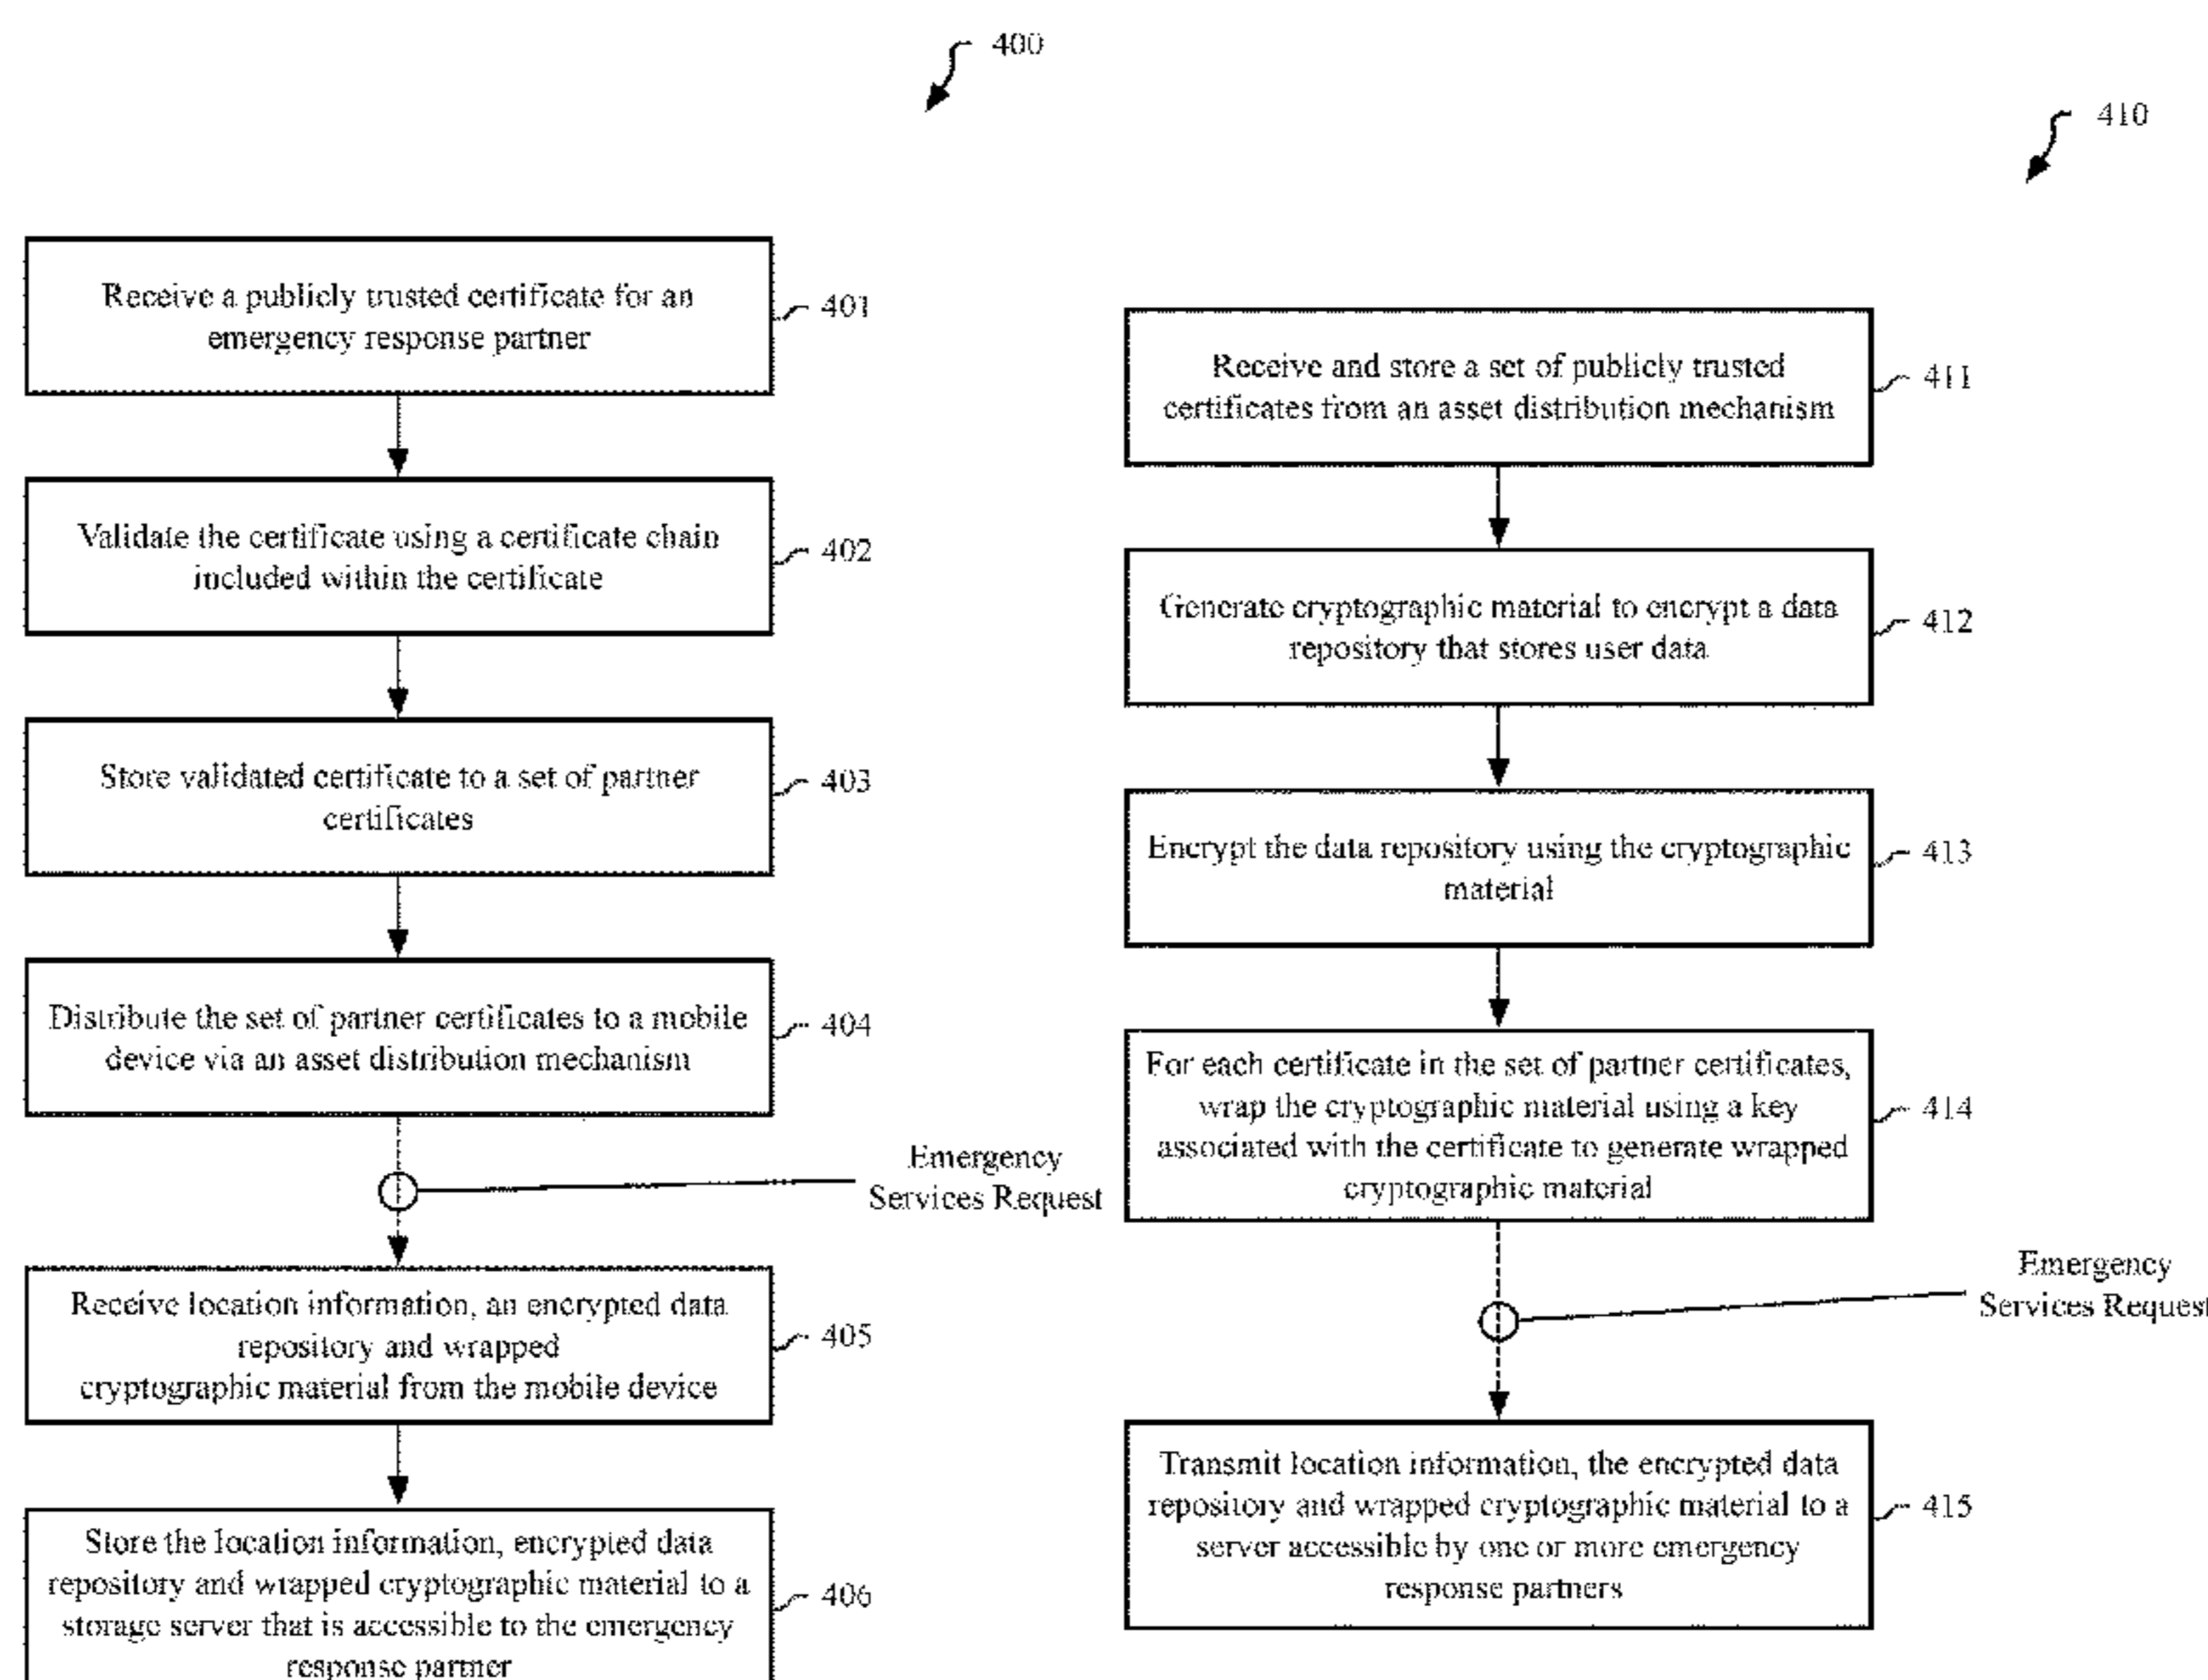 400
Receive a publicly trusted certificate for an
emergency response partner
401
Validate the certificate using a certificate chain
included within the certificate
402
Store validated certificate to a set of partner
certificates
403
Distribute the set of partner certificates to a mobile
device via an asset distribution mechanism
404
Emergency
Services Request
Receive location information, an encrypted data
repository and wrapped
cryptographic material from the mobile device
405
Store the location information, encrypted data
repository and wrapped cryptographic material to a
storage server that is accessible to the emergency
response partner
406
410
Receive and store a set of publicly trusted
certificates from an asset distribution mechanism
411
Generate cryptographic material to encrypt a data
repository that stores user data
412
Encrypt the data repository using the cryptographic
material
413
For each certificate in the set of partner certificates,
wrap the cryptographic material using a key
associated with the certificate to generate wrapped
cryptographic material
414
Emergency
Services Request
Transmit location information, the encrypted data
repository and wrapped cryptographic material to a
server accessible by one or more emergency
response partners
415